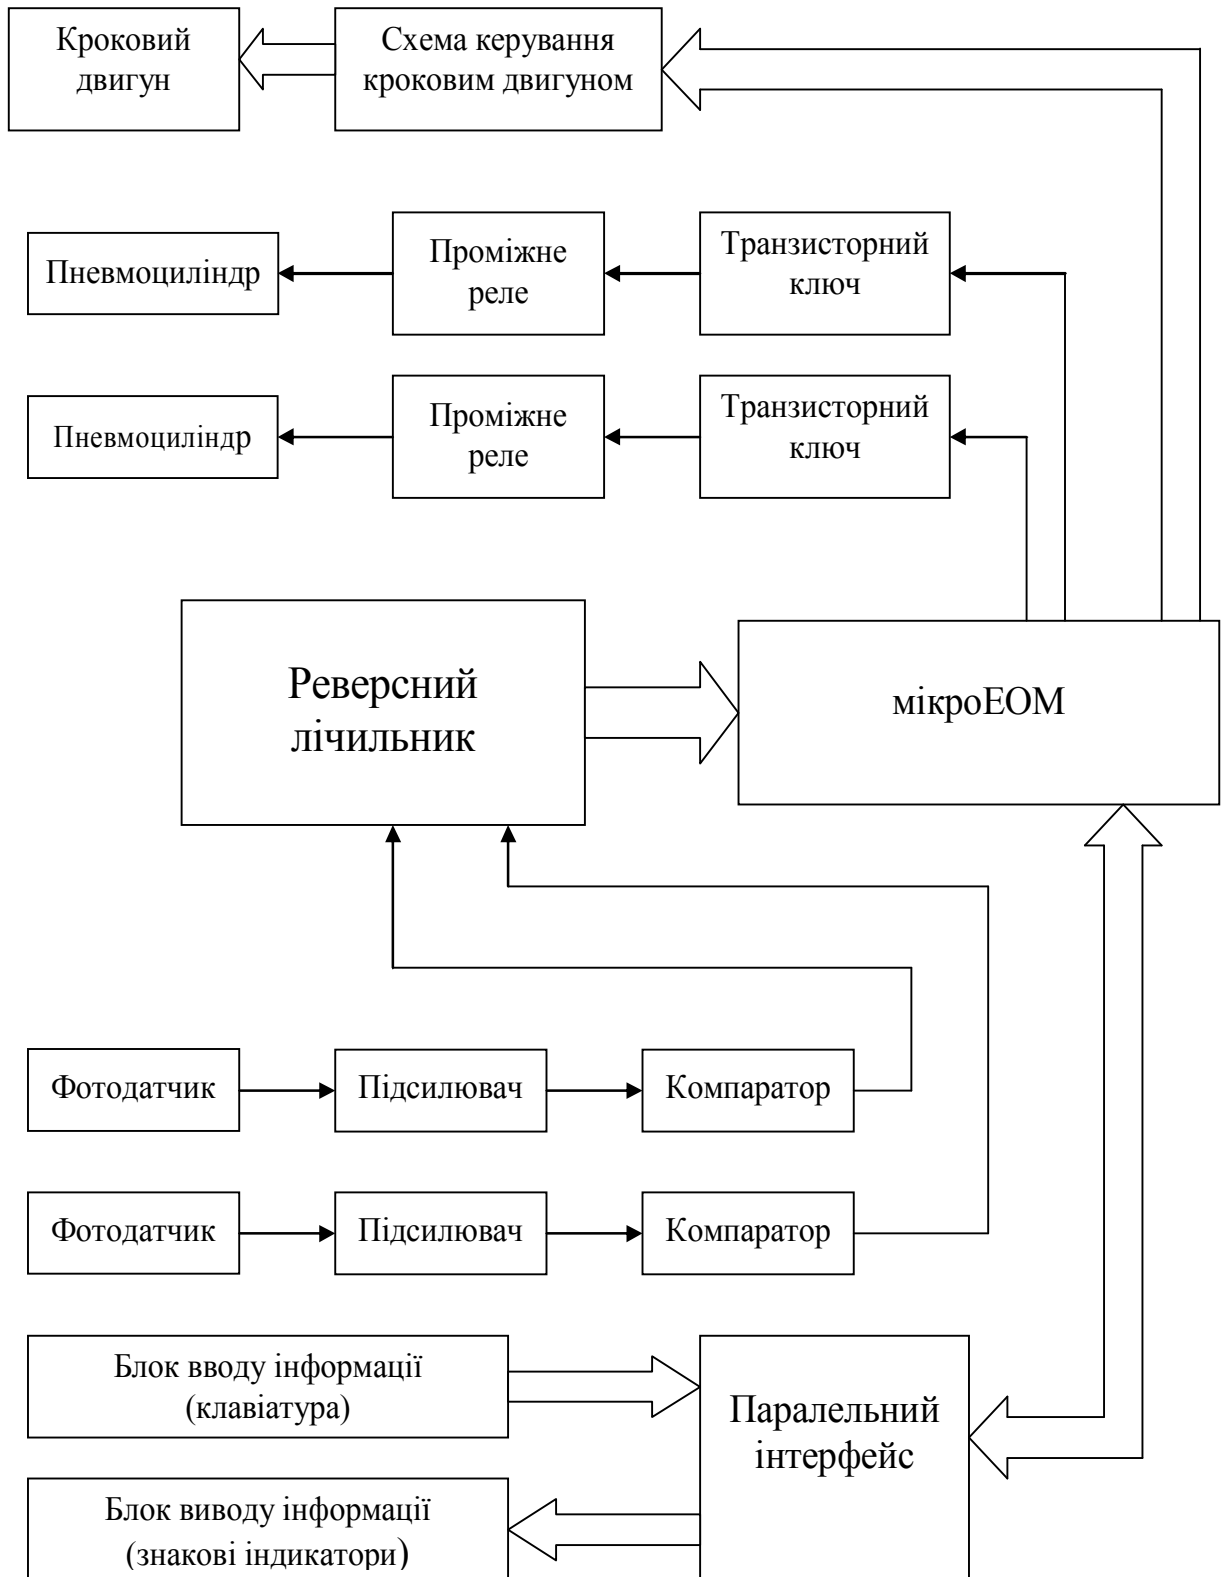 Кроковий
двигун
Схема керування
кроковим двигуном
Пневмоциліндр
Проміжне
реле
Транзисторний
ключ
Пневмоциліндр
Проміжне
реле
Транзисторний
ключ
Реверсний
лічильник
мікроЕОМ
Фотодатчик
Підсилювач
Компаратор
Фотодатчик
Підсилювач
Компаратор
Блок вводу інформації
(клавіатура)
Паралельний
інтерфейс
Блок виводу інформації
(знакові індикатори)